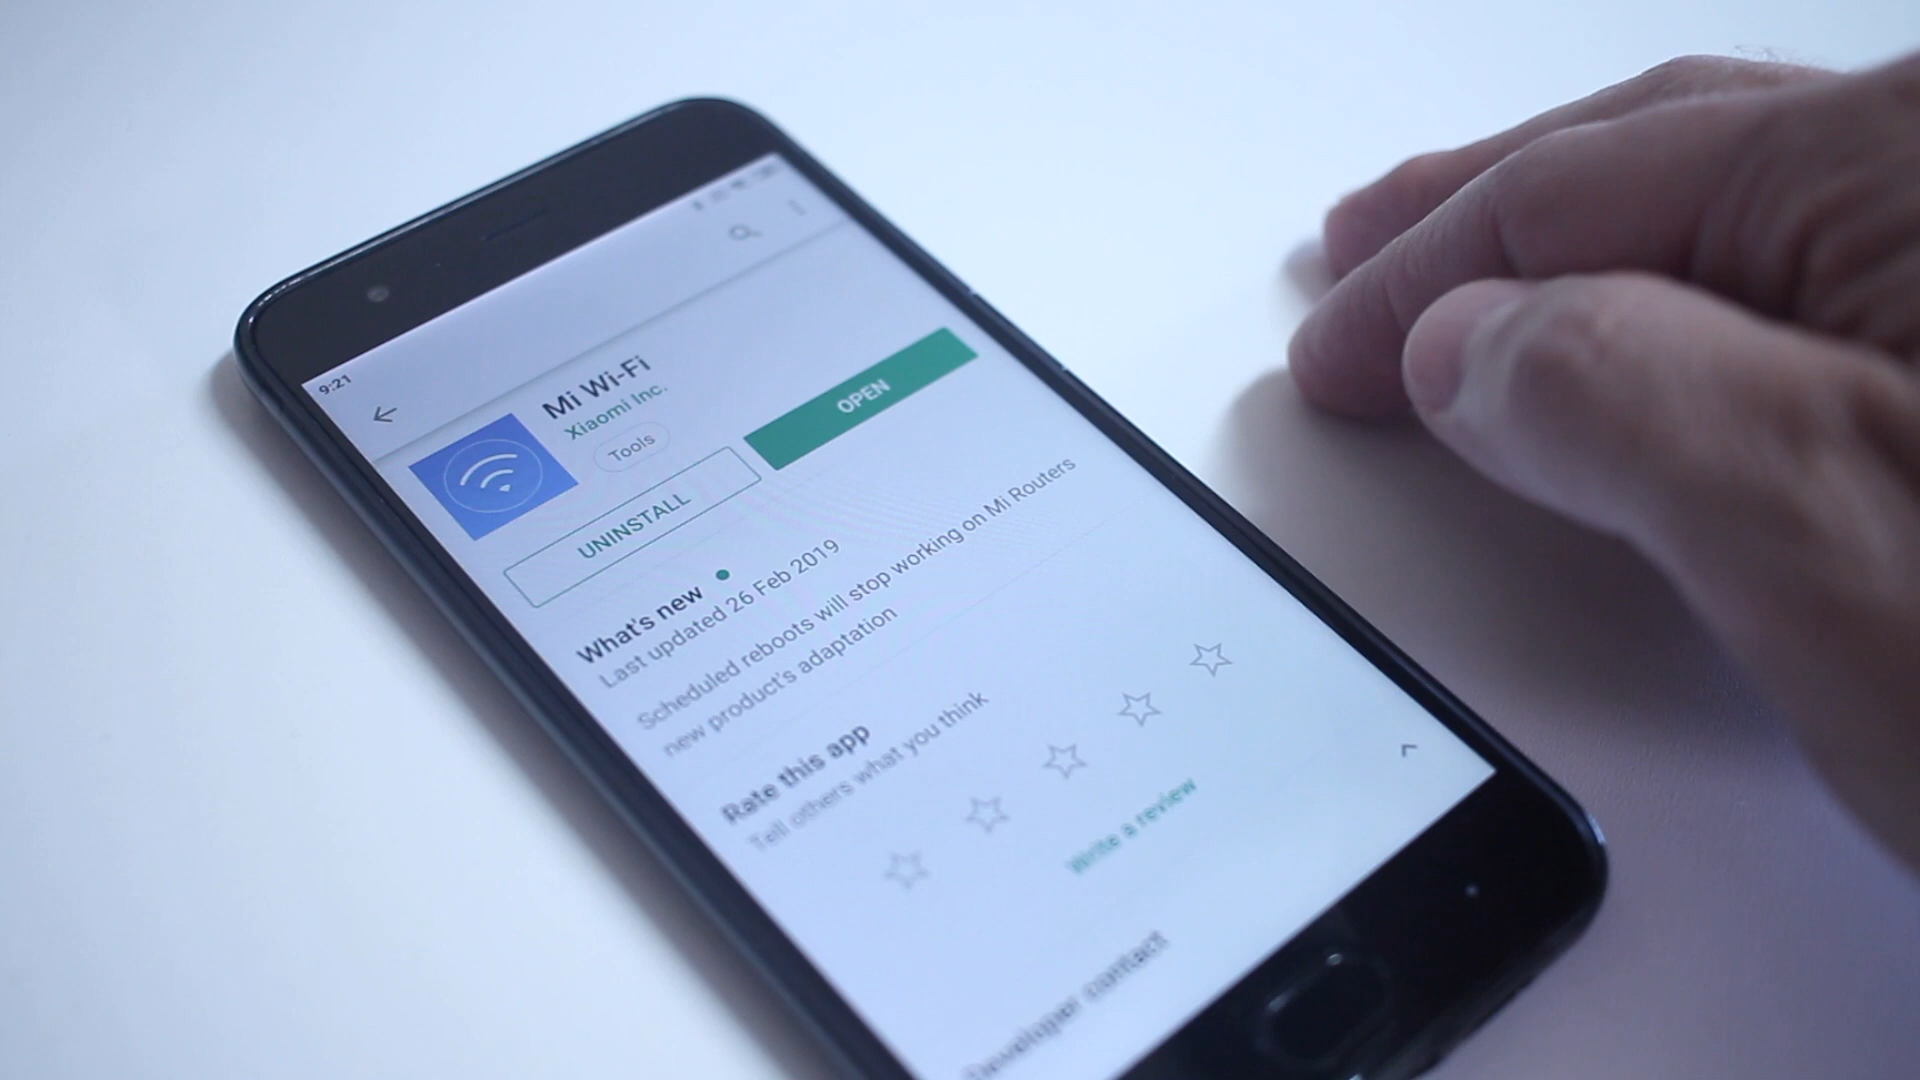 9:21
Mi Wi-Fi
Xiaomi Inc.
Tools
UNINSTALL
OPEN
What's new
Last updated 26 Feb 2019
Scheduled reboots will stop working on Mi Routers
new product's adaptation
Rate this app
Tell others what you think
Write a review
Developer contact